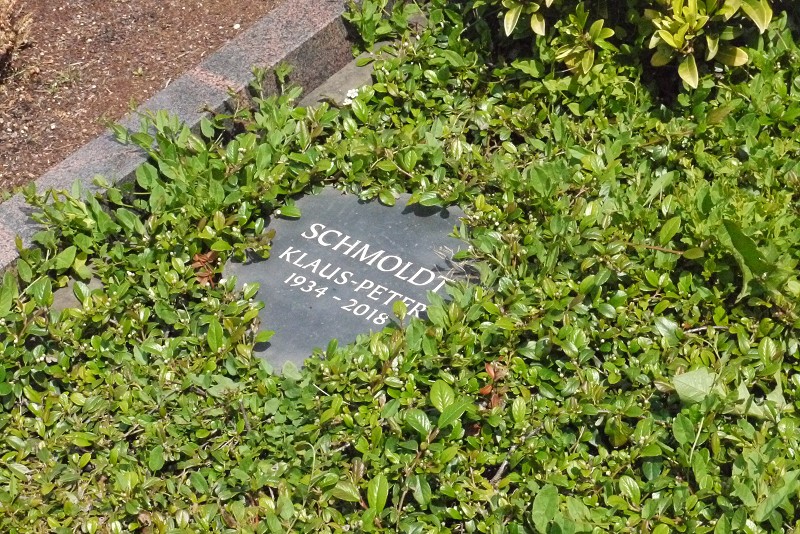 SCHMOLDT
KLAUS-PETER
1934 - 2018